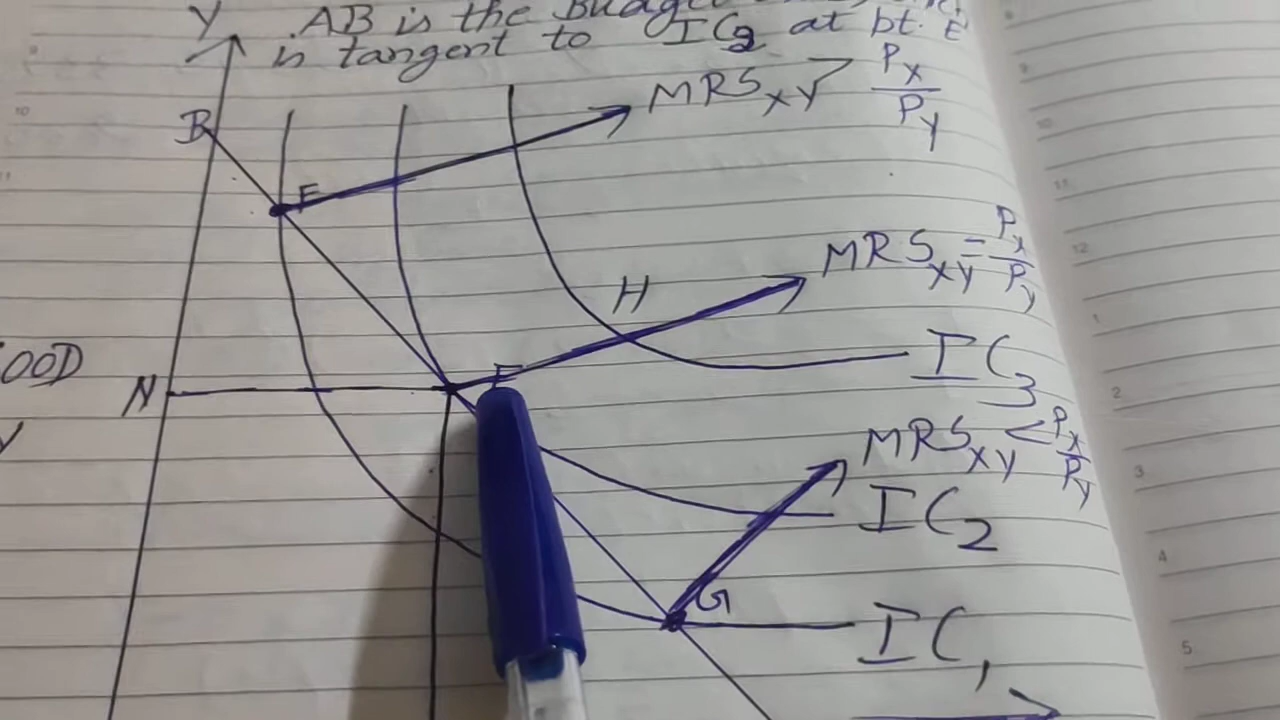 Y .AB is the Budget
is tangent to IC2 at pt. E
MRSXY > PX/PY
B
F
MRSXY = PX/PY
H
IC3
E
OOD
N
MRSXY < PX/PY
Y
IC2
G
IC1